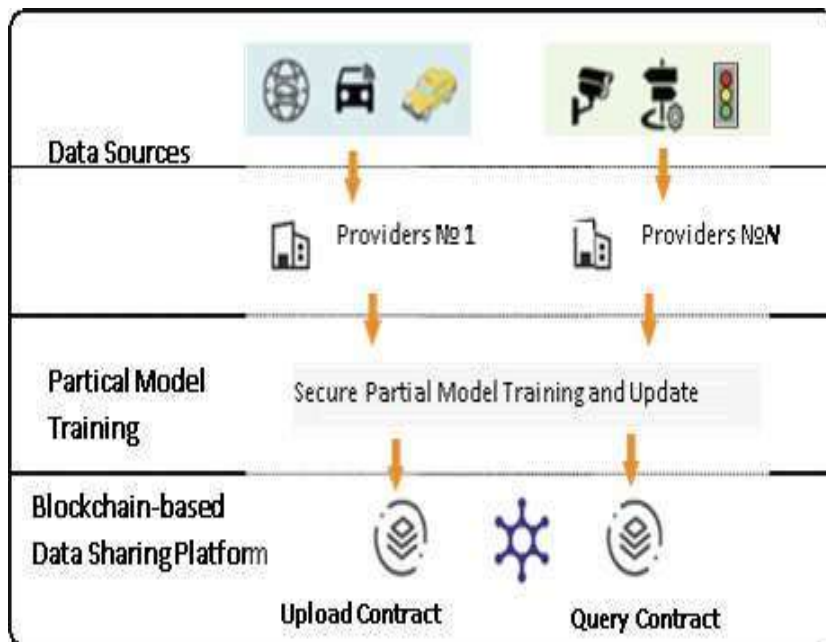 Data Sources
Providers № 1
Providers №N
Partical Model
Training
Secure Partial Model Training and Update
Blockchain-based
Data Sharing Platform
Upload Contract
Query Contract